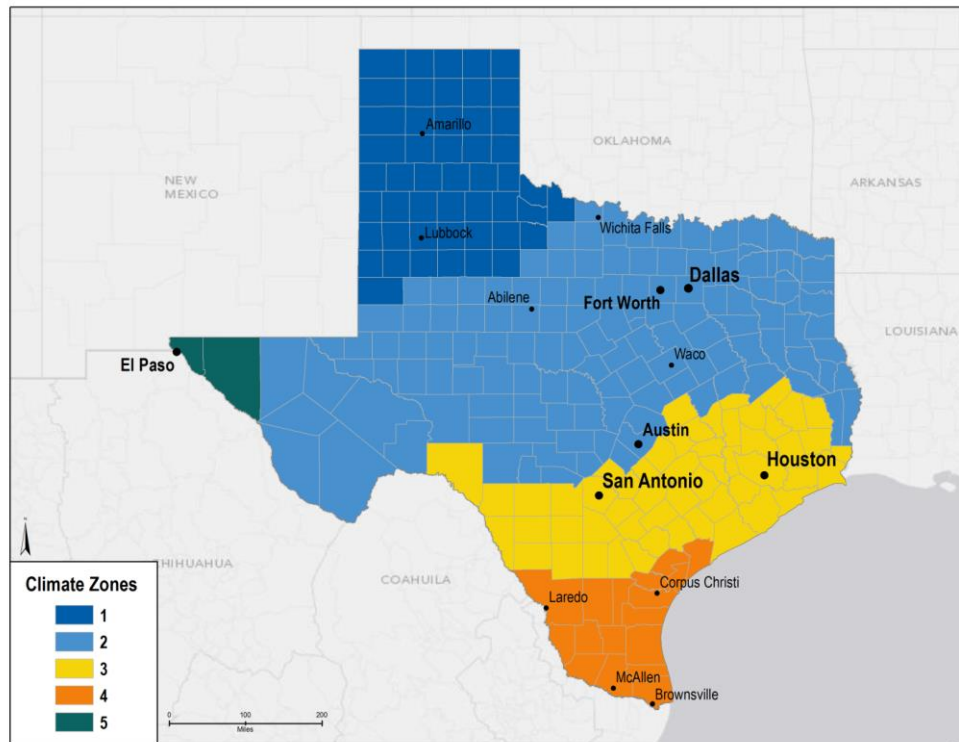 Amarillo
OKLAHOMA
NEW
MEXICO
ARKANSAS
Lubbock
Wichita Falls
Dallas
Abilene
Fort Worth
LOUISIANA
El Paso
Waco
Austin
Houston
San Antonio
CHIHUAHUA
COAHUILA
Corpus Christi
Laredo
McAllen
Brownsville
N
Climate Zones
1
2
3
4
5
0 100 200
Miles